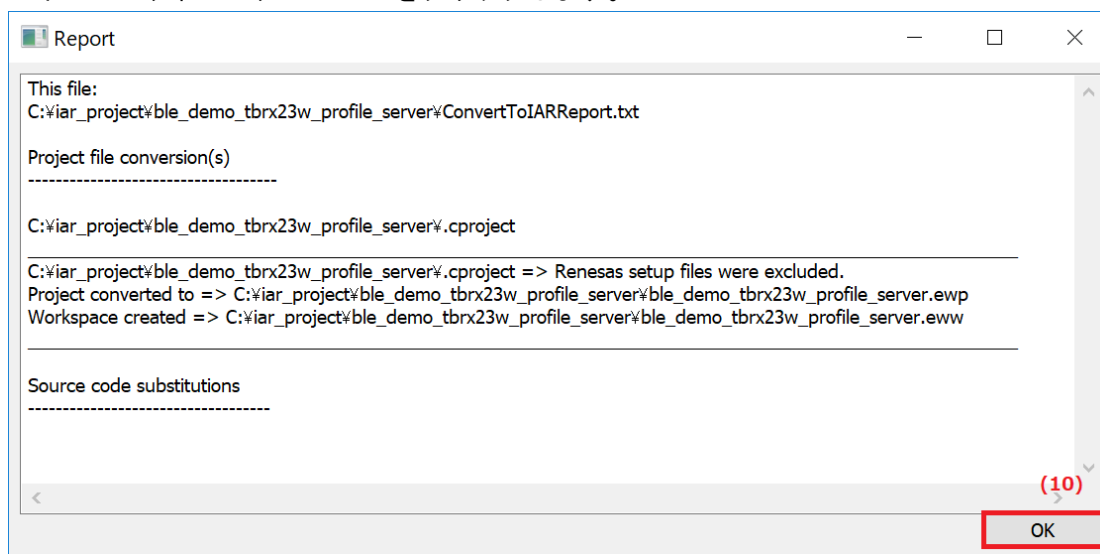 Report
This file:
C:¥iar_project¥ble_demo_tbrx23w_profile_server¥ConvertToIARReport.txt
Project file conversion(s)
------------------------------------
C:¥iar_project¥ble_demo_tbrx23w_profile_server¥.cproject
C:¥iar_project¥ble_demo_tbrx23w_profile_server¥.cproject => Renesas setup files were excluded.
Project converted to => C:¥iar_project¥ble_demo_tbrx23w_profile_server¥ble_demo_tbrx23w_profile_server.ewp
Workspace created => C:¥iar_project¥ble_demo_tbrx23w_profile_server¥ble_demo_tbrx23w_profile_server.eww
Source code substitutions
-----------------------------------
(10)
OK